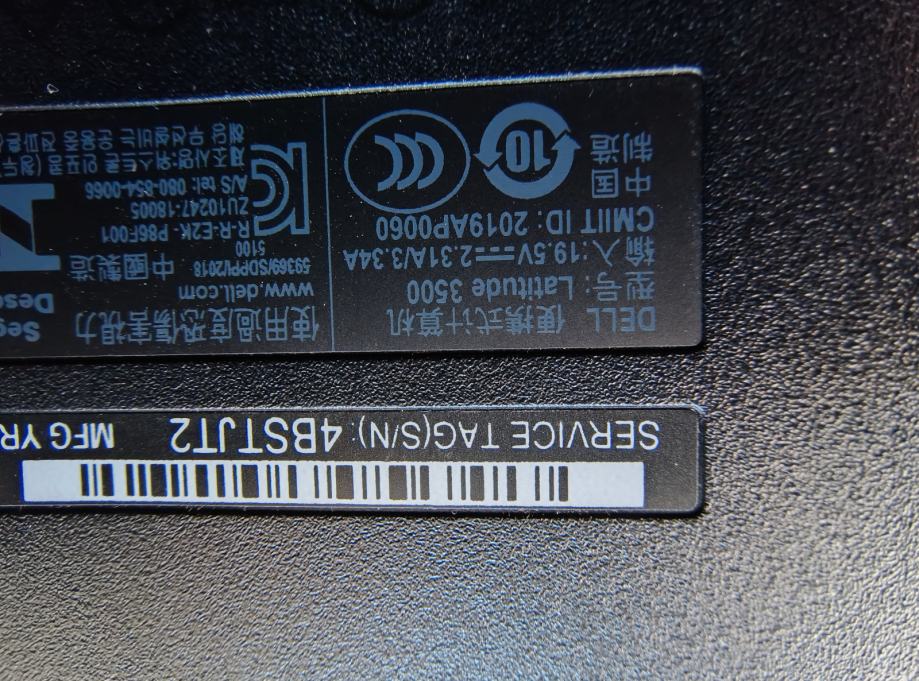 DELL 便携式计算机
型号: Latitude 3500
输入:19.5V⎓2.31A/3.34A
CMIIT ID: 2019AP0060
中国
制造
10
CCC
使用過度恐傷害視力
www.dell.com
59369/SDPPI/2018
5100
中國製造
R-R-E2K- P86F001
ZU10247-18005
A/S tel: 080-854-0066
SERVICE TAG(S/N): 4BSTJT2 MFG YR